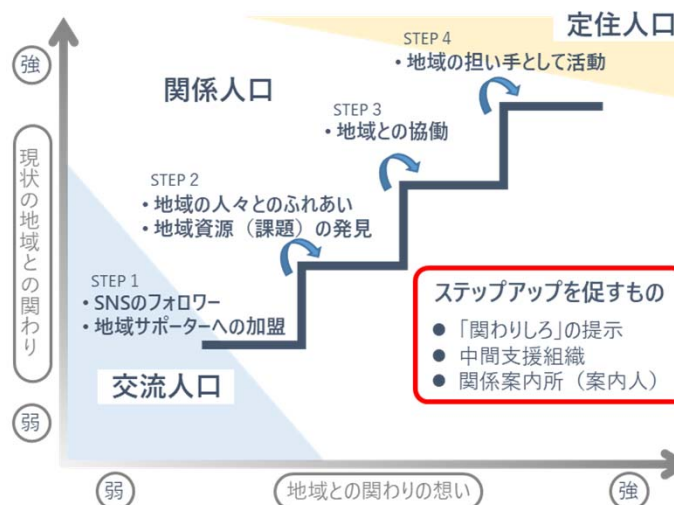 定住人口
STEP 4
・地域の担い手として活動
強
関係人口
STEP 3
・地域との協働
現状の地域との関わり
STEP 2
・地域の人々とのふれあい
・地域資源（課題）の発見
STEP 1
・SNSのフォロワー
・地域サポーターへの加盟
ステップアップを促すもの
● 「関わりしろ」の提示
● 中間支援組織
● 関係案内所（案内人）
交流人口
弱
弱
地域との関わりの想い
強